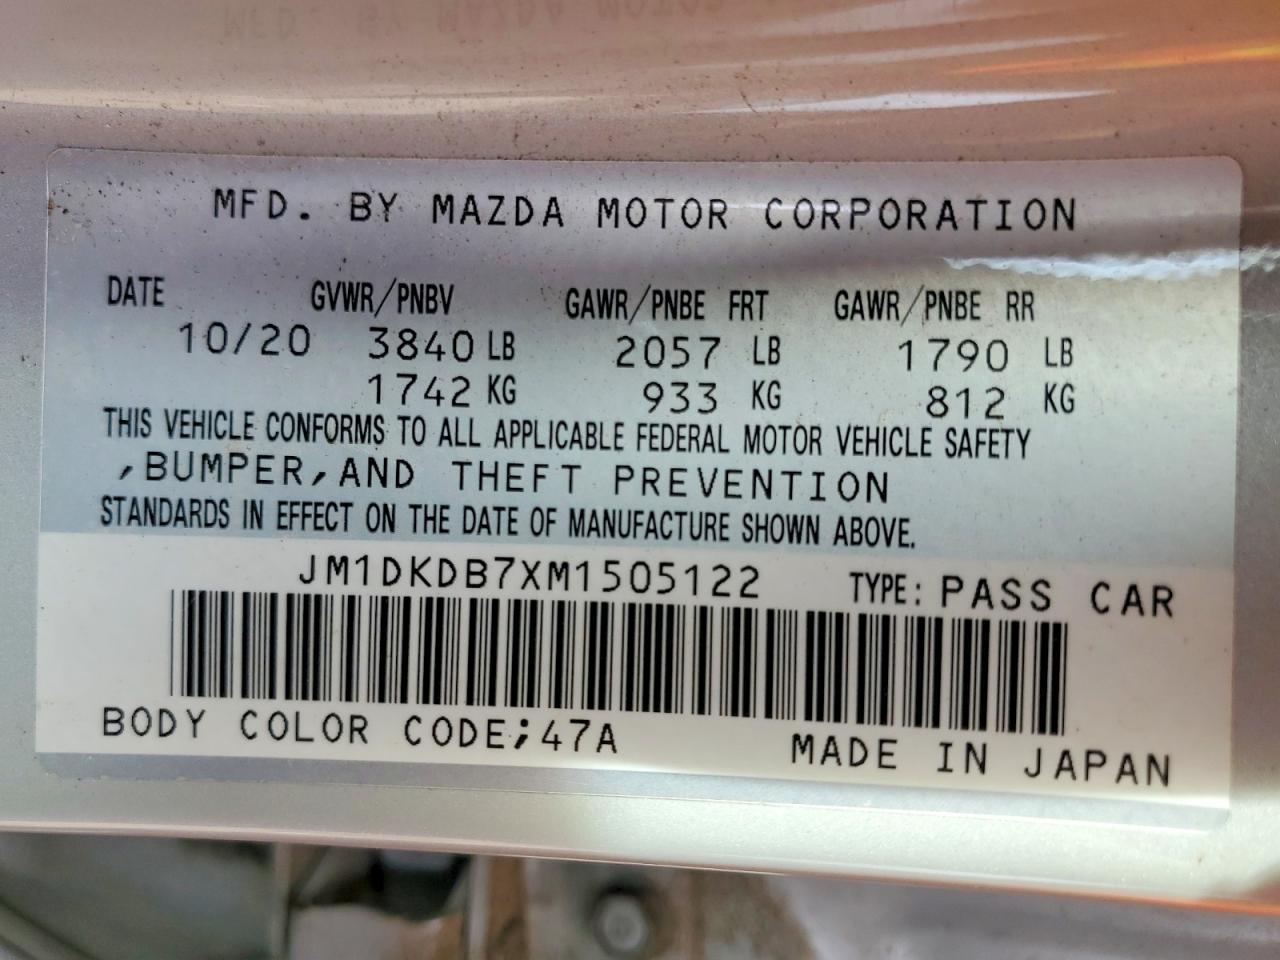 MFD. BY MAZDA MOTOR CORPORATION
DATE GVWR/PNBV GAWR/PNBE FRT GAWR/PNBE RR
10/20 3840 LB 2057 LB 1790 LB
1742 KG 933 KG 812 KG
THIS VEHICLE CONFORMS TO ALL APPLICABLE FEDERAL MOTOR VEHICLE SAFETY
,BUMPER,AND THEFT PREVENTION
STANDARDS IN EFFECT ON THE DATE OF MANUFACTURE SHOWN ABOVE.
JM1DKDB7XM1505122 TYPE: PASS CAR
BODY COLOR CODE;47A MADE IN JAPAN